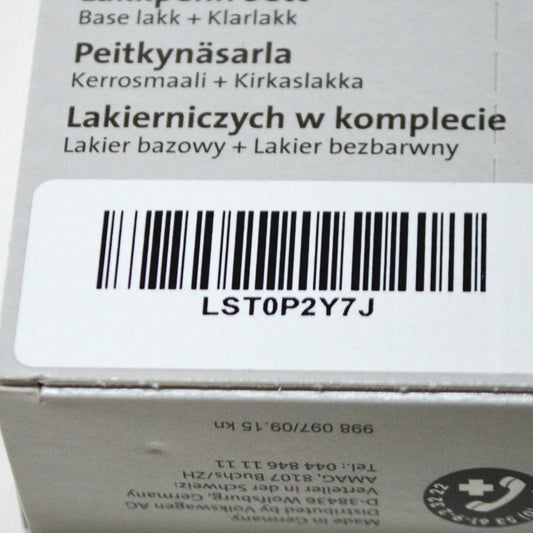 Base lakk + Klarlakk
Peitkynäsarla
Kerrosmaali + Kirkaslakka
Lakierniczych w komplecie
Lakier bazowy + Lakier bezbarwny
LST0P2Y7J
998 097/09.15 kn
Made in Germany.
Distributed by Volkswagen AG
D-38436 Wolfsburg, Germany
Verteiler in der Schweiz:
AMAG, 8107 Buchs/ZH
Tel.: 044 846 11 11